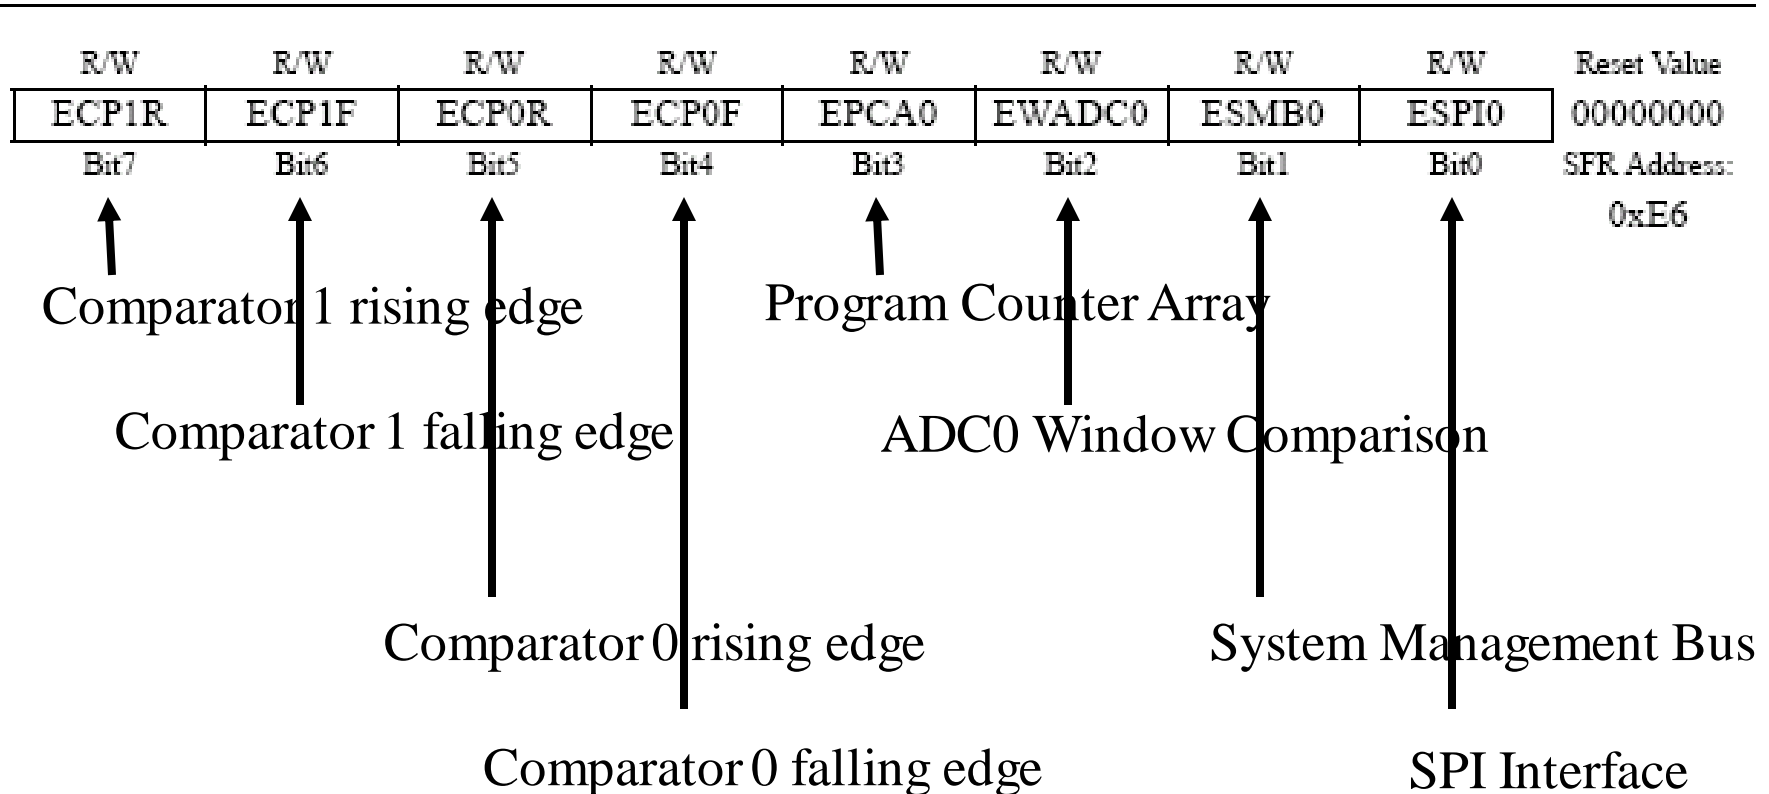 R/W R/W R/W R/W R/W R/W R/W R/W Reset Value
ECP1R ECP1F ECP0R ECP0F EPCA0 EWADC0 ESMB0 ESPI0 00000000
Bit7 Bit6 Bit5 Bit4 Bit3 Bit2 Bit1 Bit0 SFR Address:
0xE6
Comparator 1 rising edge Program Counter Array
Comparator 1 falling edge ADC0 Window Comparison
Comparator 0 rising edge System Management Bus
Comparator 0 falling edge SPI Interface